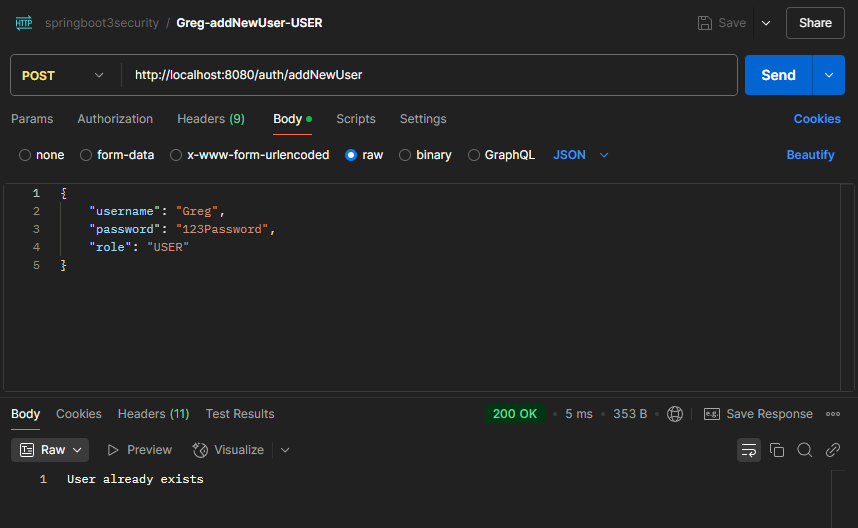 HTTP springboot3security / Greg-addNewUser-USER Save Share
POST http://localhost:8080/auth/addNewUser Send
Params Authorization Headers (9) Body Scripts Settings Cookies
none form-data x-www-form-urlencoded raw binary GraphQL JSON Beautify
1 {
2 "username": "Greg",
3 "password": "123Password",
4 "role": "USER"
5 }
Body Cookies Headers (11) Test Results 200 OK • 5 ms • 353 B • e.g. Save Response
Raw Preview Visualize
1 User already exists